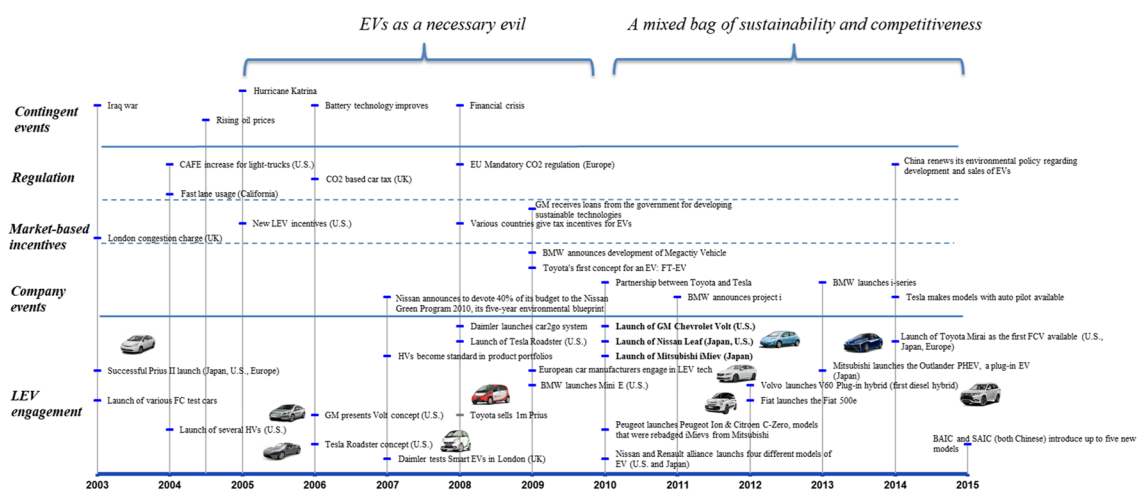 EVs as a necessary evil
A mixed bag of sustainability and competitiveness
Contingent
events
Hurricane Katrina
Iraq war
Battery technology improves
Financial crisis
Rising oil prices
Regulation
CAFE increase for light-trucks (U.S.)
EU Mandatory CO2 regulation (Europe)
China renews its environmental policy regarding
development and sales of EVs
CO2 based car tax (UK)
Fast lane usage (California)
Market-based
incentives
GM receives loans from the government for developing
sustainable technologies
New LEV incentives (U.S.)
Various countries give tax incentives for EVs
London congestion charge (UK)
Company
events
BMW announces development of Megactiy Vehicle
Toyota's first concept for an EV: FT-EV
Partnership between Toyota and Tesla
BMW launches i-series
Nissan announces to devote 40% of its budget to the Nissan
Green Program 2010, its five-year environmental blueprint
BMW announces project i
Tesla makes models with auto pilot available
LEV
engagement
Daimler launches car2go system
Launch of GM Chevrolet Volt (U.S.)
Launch of Tesla Roadster (U.S.)
Launch of Nissan Leaf (Japan, U.S.)
Launch of Toyota Mirai as the first FCV available (U.S.,
Japan, Europe)
HVs become standard in product portfolios
Launch of Mitsubishi iMiev (Japan)
Successful Prius II launch (Japan, U.S., Europe)
European car manufacturers engage in LEV tech
Mitsubishi launches the Outlander PHEV, a plug-in EV
(Japan)
BMW launches Mini E (U.S.)
Volvo launches V60 Plug-in hybrid (first diesel hybrid)
Launch of various FC test cars
Fiat launches the Fiat 500e
GM presents Volt concept (U.S.)
Toyota sells 1m Prius
Launch of several HVs (U.S.)
Peugeot launches Peugeot Ion & Citroen C-Zero, models
that were rebadged iMievs from Mitsubishi
Tesla Roadster concept (U.S.)
BAIC and SAIC (both Chinese) introduce up to five new
models
Daimler tests Smart EVs in London (UK)
Nissan and Renault alliance launchs four different models of
EV (U.S. and Japan)
2003 2004 2005 2006 2007 2008 2009 2010 2011 2012 2013 2014 2015